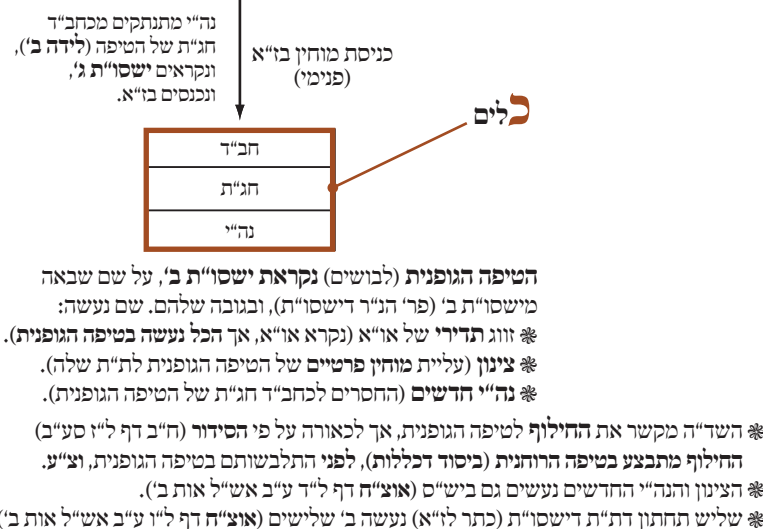 נה"י מתנתקים מכחב"ד
חג"ת של הטיפה (לידה ב'),
ונקראים ישסו"ת ג',
ונכנסים בז"א.
כניסת מוחין בז"א
(פנימי)
כלים
חב"ד
חג"ת
נה"י
הטיפה הגופנית (לבושים) נקראת ישסו"ת ב', על שם שבאה
מישסו"ת ב' (פר' הנ"ר דישסו"ת), ובגובה שלהם. שם נעשה:
❃ זווג תדירי של או"א (נקרא או"א, אך הכל נעשה בטיפה הגופנית).
❃ צינון (עליית מוחין פרטיים של הטיפה הגופנית לת"ת שלה).
❃ נה"י חדשים (החסרים לכחב"ד חג"ת של הטיפה הגופנית).
❃ השד"ה מקשר את החילוף לטיפה הגופנית, אך לכאורה על פי הסידור (ח"ב דף ל"ז סע"ב)
החילוף מתבצע בטיפה הרוחנית (ביסוד דכללות), לפני התלבשותם בטיפה הגופנית, וצ"ע.
❃ הצינון והנה"י החדשים נעשים גם ביש"ס (אוצ"ח דף ל"ד ע"ב אש"ל אות ב').
❃ שליש תחתון דת"ת דישסו"ת (כתר לז"א) נעשה ב' שלישים (אוצ"ח דף ל"ו ע"ב אש"ל אות ב')